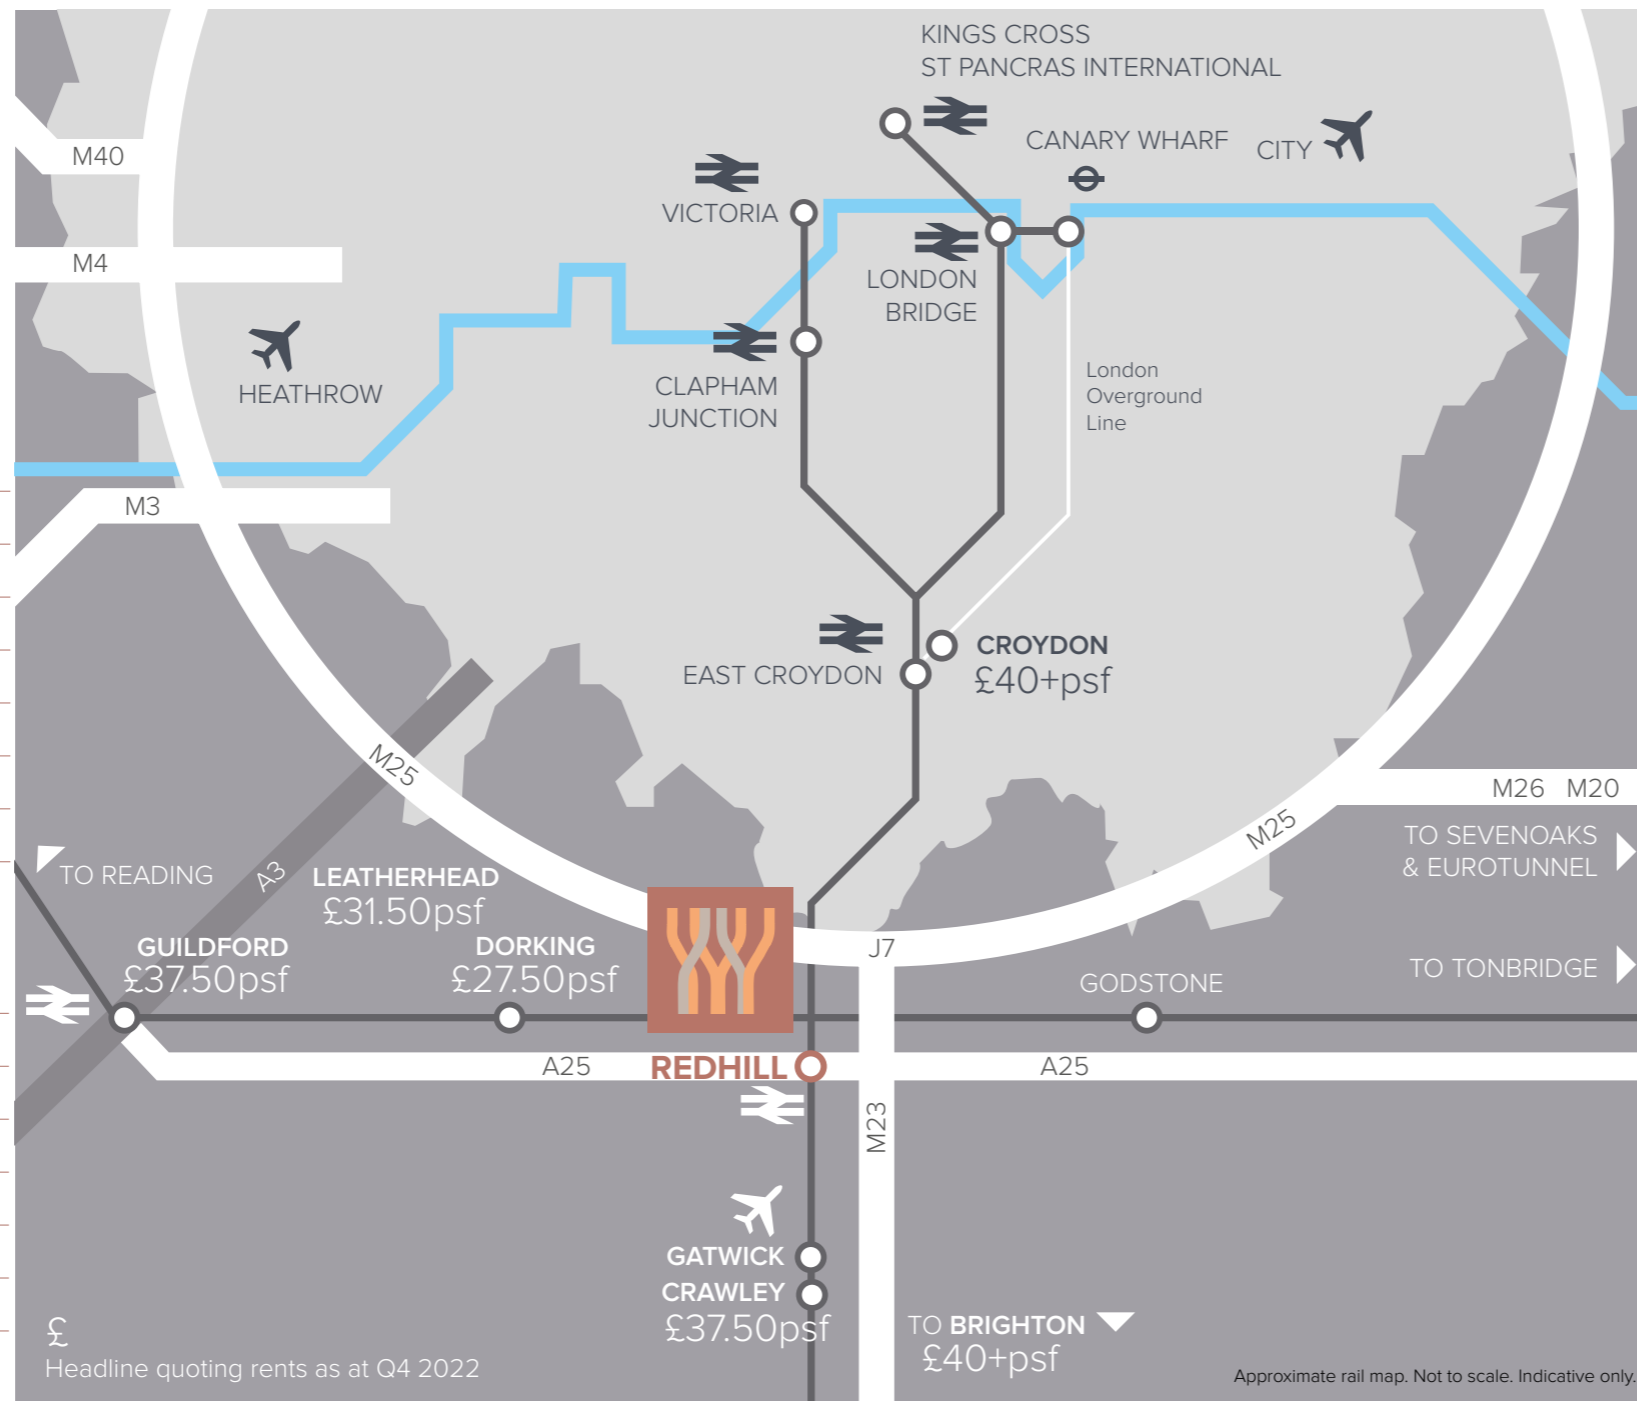 KINGS CROSS
ST PANCRAS INTERNATIONAL
CANARY WHARF
CITY
M40
VICTORIA
M4
LONDON
BRIDGE
HEATHROW
CLAPHAM
JUNCTION
London
Overground
Line
M3
EAST CROYDON
CROYDON
£40+psf
M25
M26 M20
M25
TO SEVENOAKS
& EUROTUNNEL
TO READING
A3
LEATHERHEAD
£31.50psf
GUILDFORD
£37.50psf
DORKING
£27.50psf
J7
TO TONBRIDGE
GODSTONE
A25
REDHILL
A25
M23
GATWICK
CRAWLEY
£37.50psf
TO BRIGHTON
£40+psf
£
Headline quoting rents as at Q4 2022
Approximate rail map. Not to scale. Indicative only.